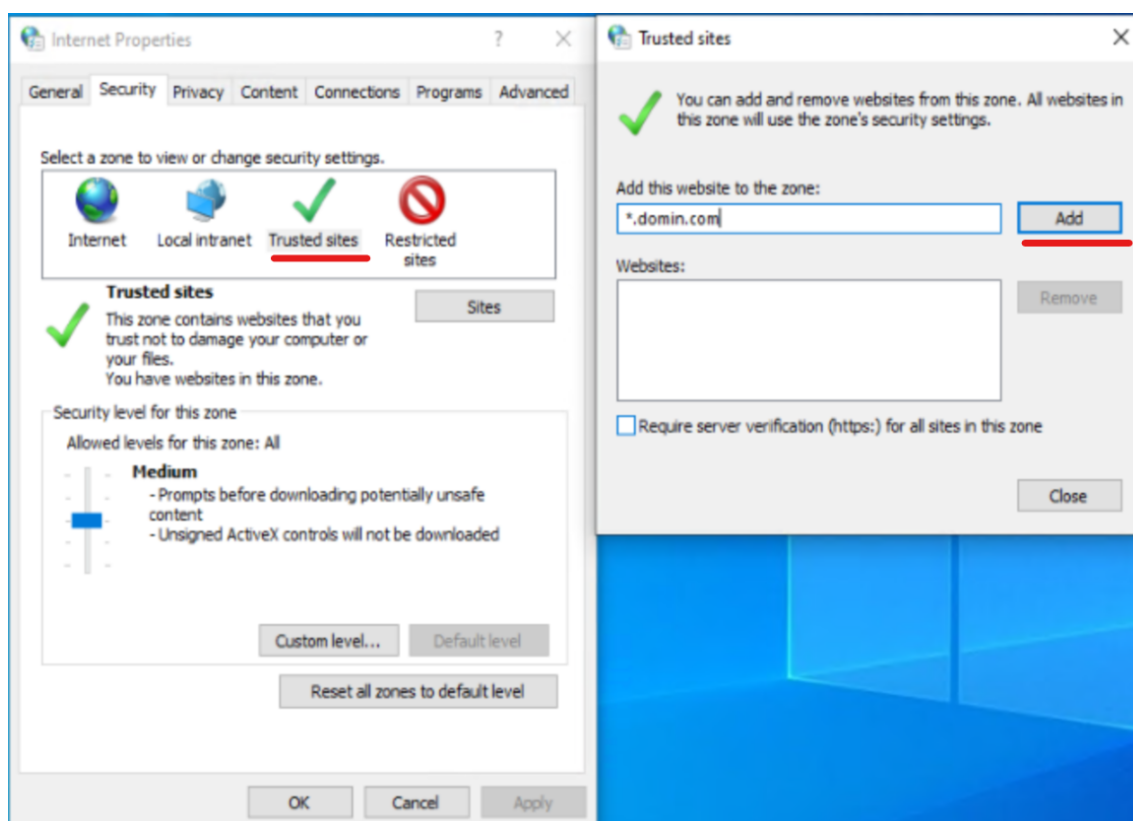 Internet Properties
?
General Security Privacy Content Connections Programs Advanced
Select a zone to view or change security settings.
Internet
Local intranet
Trusted sites
Restricted
sites
Trusted sites
Sites
This zone contains websites that you
trust not to damage your computer or
your files.
You have websites in this zone.
Security level for this zone
Allowed levels for this zone: All
Medium
- Prompts before downloading potentially unsafe
content
- Unsigned ActiveX controls will not be downloaded
Custom level...
Default level
Reset all zones to default level
OK
Cancel
Apply
Trusted sites
You can add and remove websites from this zone. All websites in
this zone will use the zone's security settings.
Add this website to the zone:
*.domin.com
Add
Websites:
Remove
Require server verification (https:) for all sites in this zone
Close